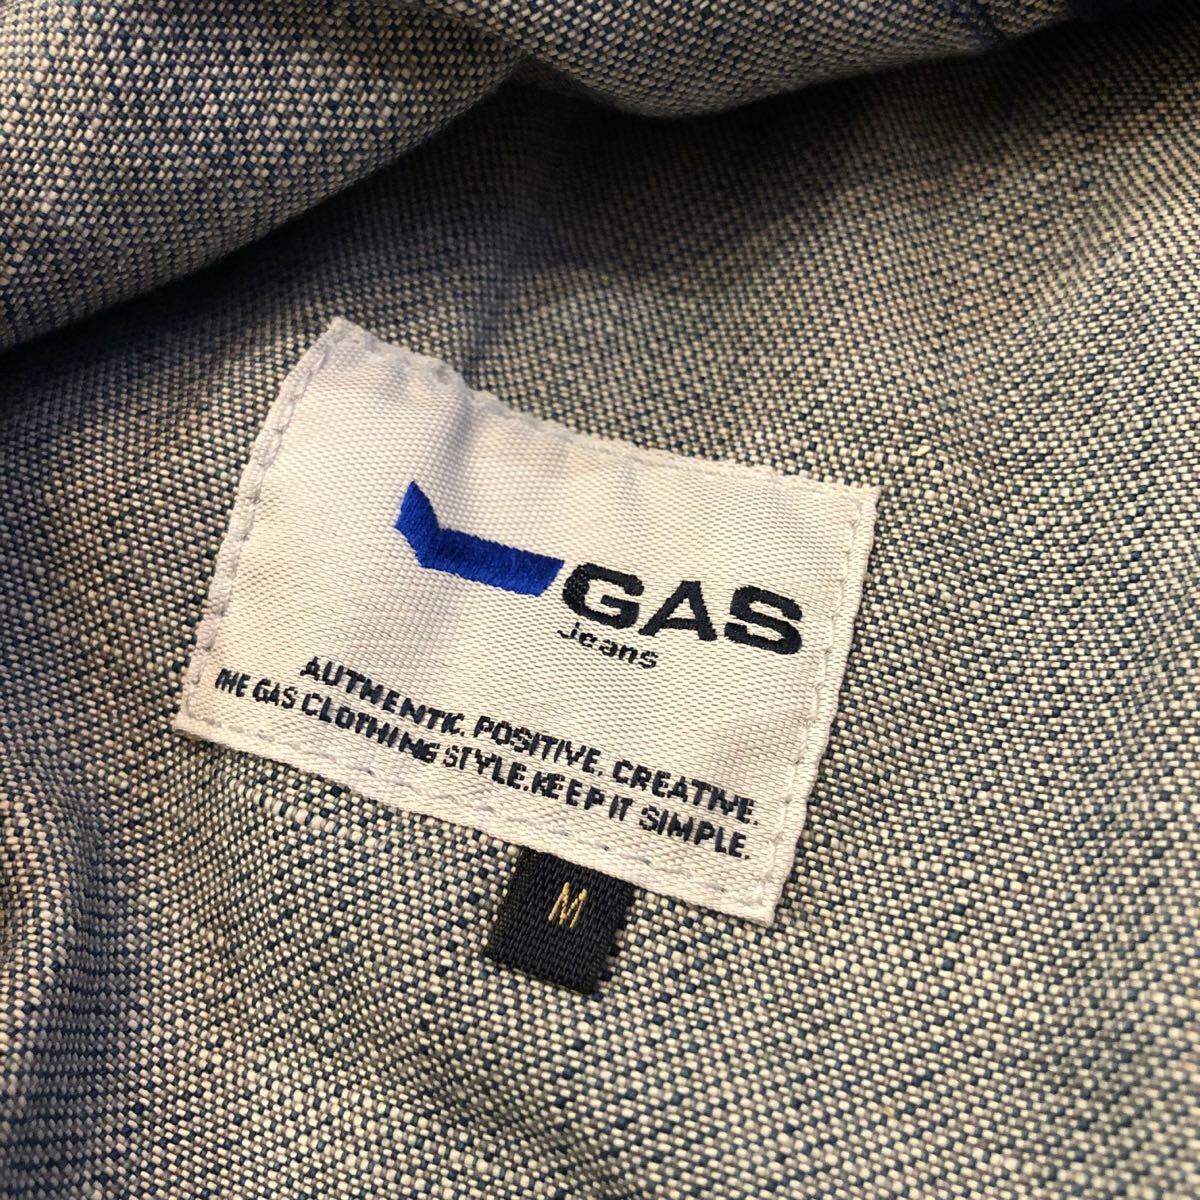 GAS
Jeans
AUTHENTIC. POSITIVE. CREATIVE.
THE GAS CLOTHING STYLE.KEEP IT SIMPLE.
M